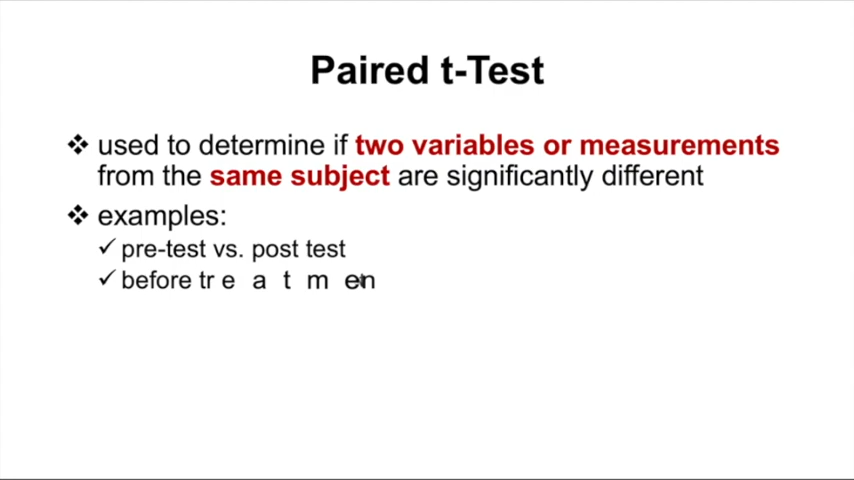 Paired t-Test
❖ used to determine if two variables or measurements
from the same subject are significantly different
❖ examples:
✓ pre-test vs. post test
✓ before tr e a t m en